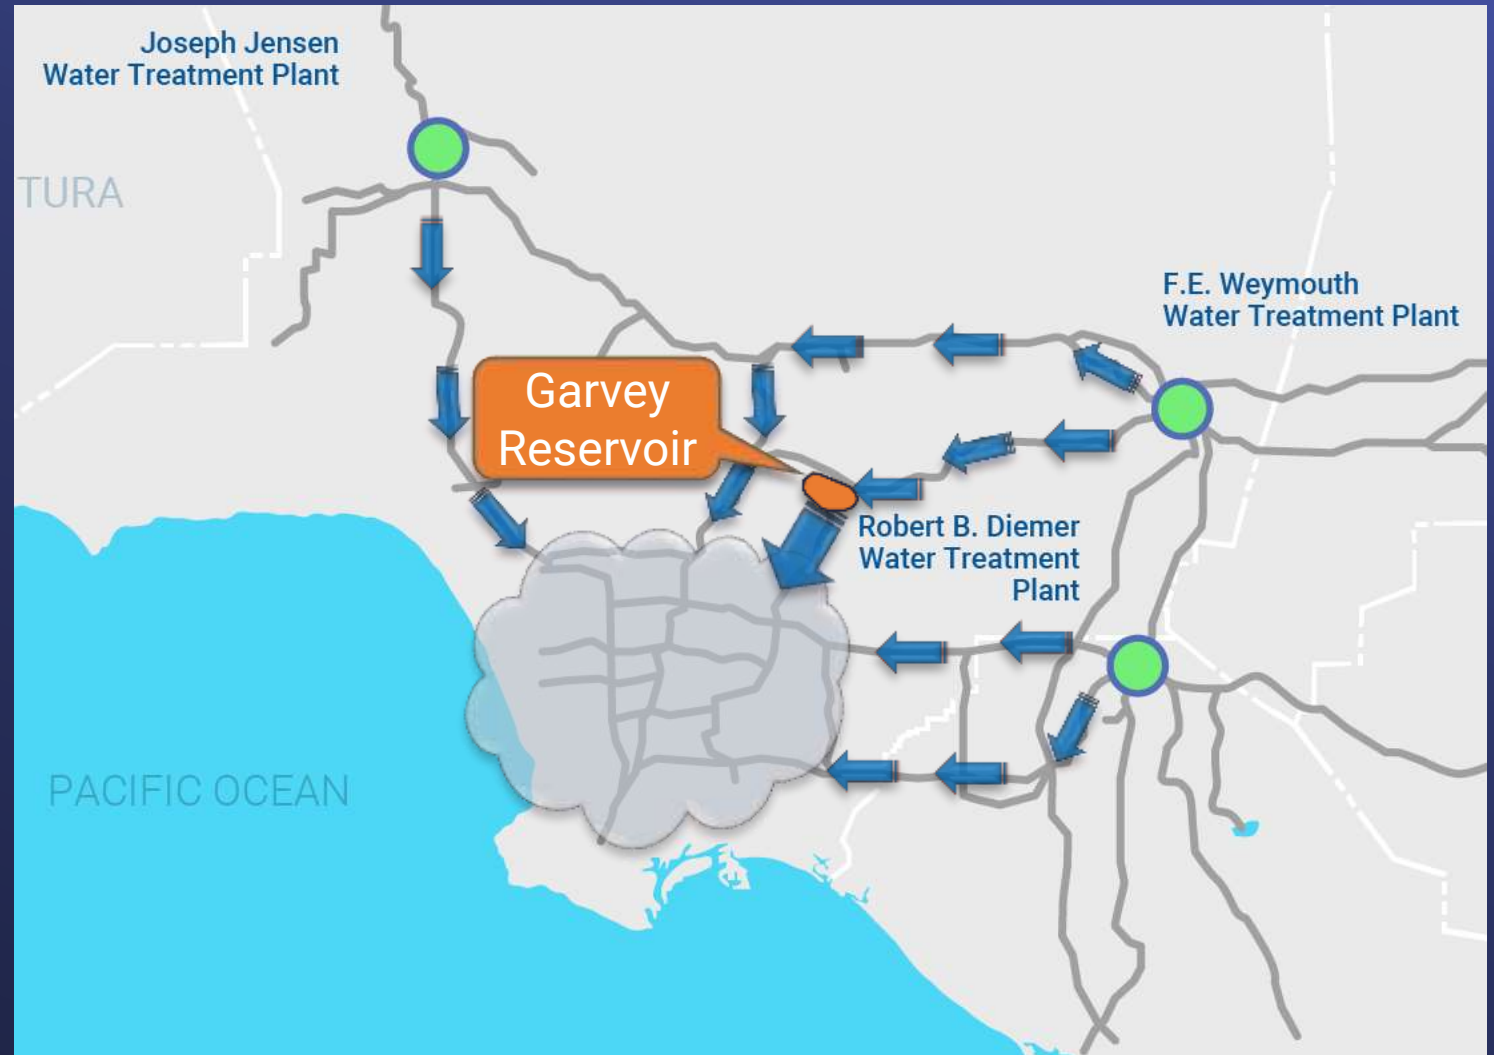 Joseph Jensen
Water Treatment Plant
TURA
F.E. Weymouth
Water Treatment Plant
Garvey
Reservoir
Robert B. Diemer
Water Treatment
Plant
PACIFIC OCEAN